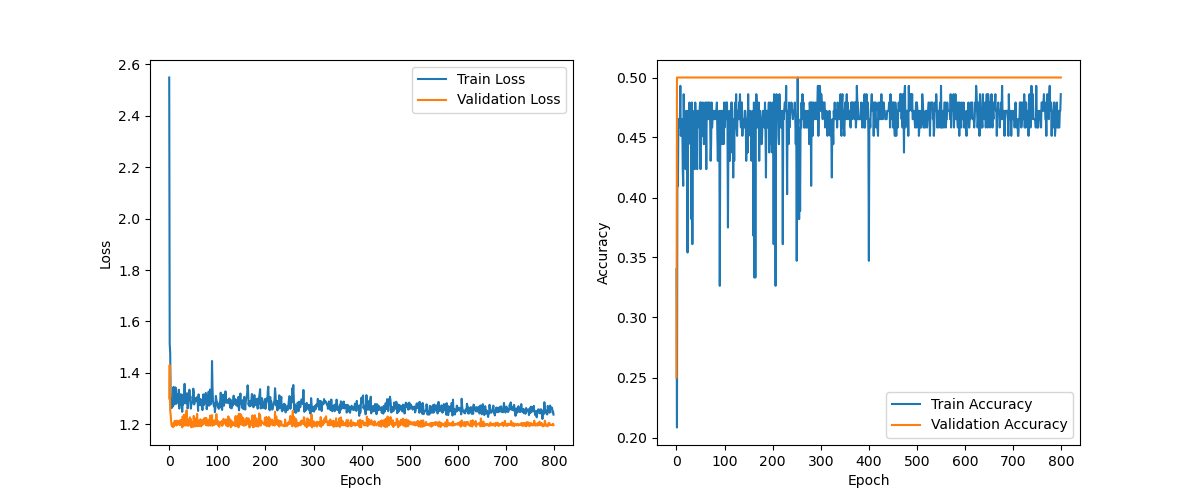 2.6
2.4
2.2
2.0
1.8
1.6
1.4
1.2
Loss
0 100 200 300 400 500 600 700 800
Epoch
Train Loss
Validation Loss
0.50
0.45
0.40
0.35
0.30
0.25
0.20
Accuracy
0 100 200 300 400 500 600 700 800
Epoch
Train Accuracy
Validation Accuracy